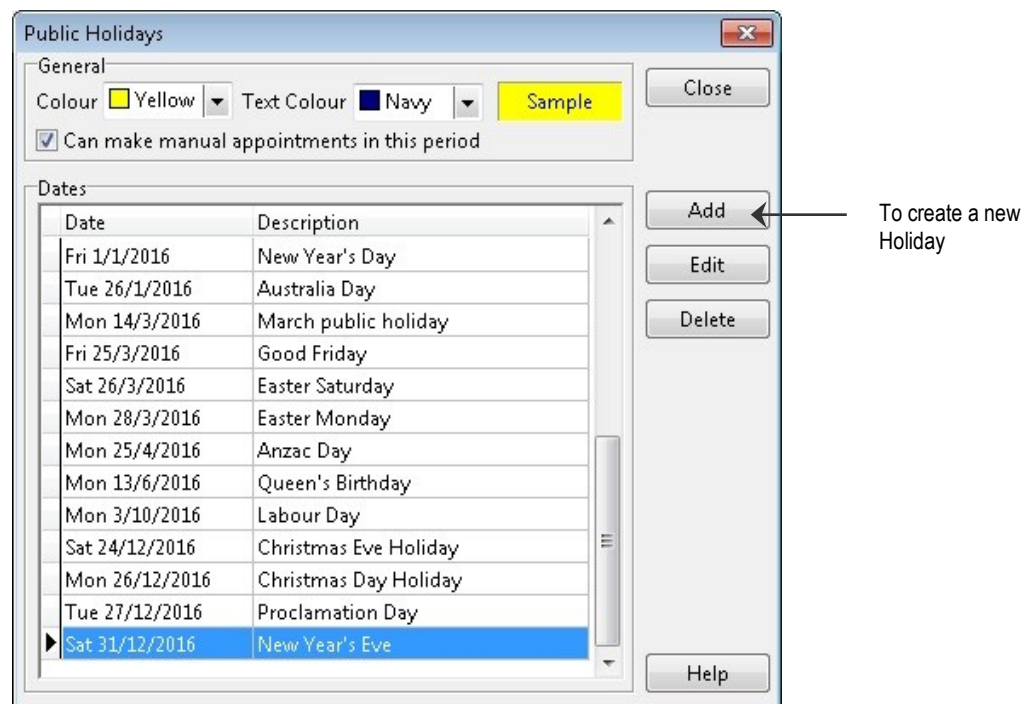 Public Holidays
General
Colour Yellow Text Colour Navy Sample
Close
Can make manual appointments in this period
Dates
Date Description
Fri 1/1/2016 New Year's Day
Tue 26/1/2016 Australia Day
Mon 14/3/2016 March public holiday
Fri 25/3/2016 Good Friday
Sat 26/3/2016 Easter Saturday
Mon 28/3/2016 Easter Monday
Mon 25/4/2016 Anzac Day
Mon 13/6/2016 Queen's Birthday
Mon 3/10/2016 Labour Day
Sat 24/12/2016 Christmas Eve Holiday
Mon 26/12/2016 Christmas Day Holiday
Tue 27/12/2016 Proclamation Day
Sat 31/12/2016 New Year's Eve
Add
Edit
Delete
Help
To create a new
Holiday